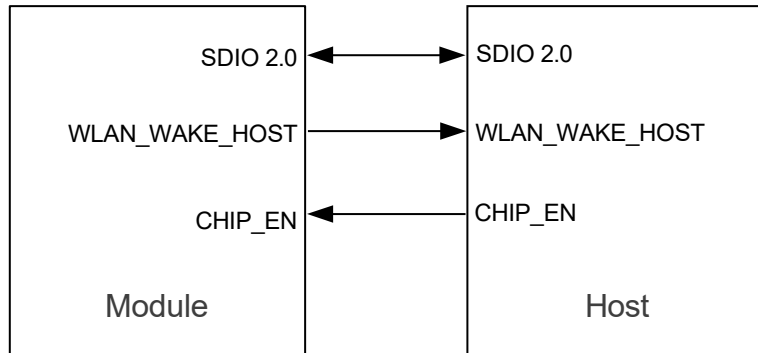 SDIO 2.0
SDIO 2.0
WLAN_WAKE_HOST
WLAN_WAKE_HOST
CHIP_EN
CHIP_EN
Module
Host